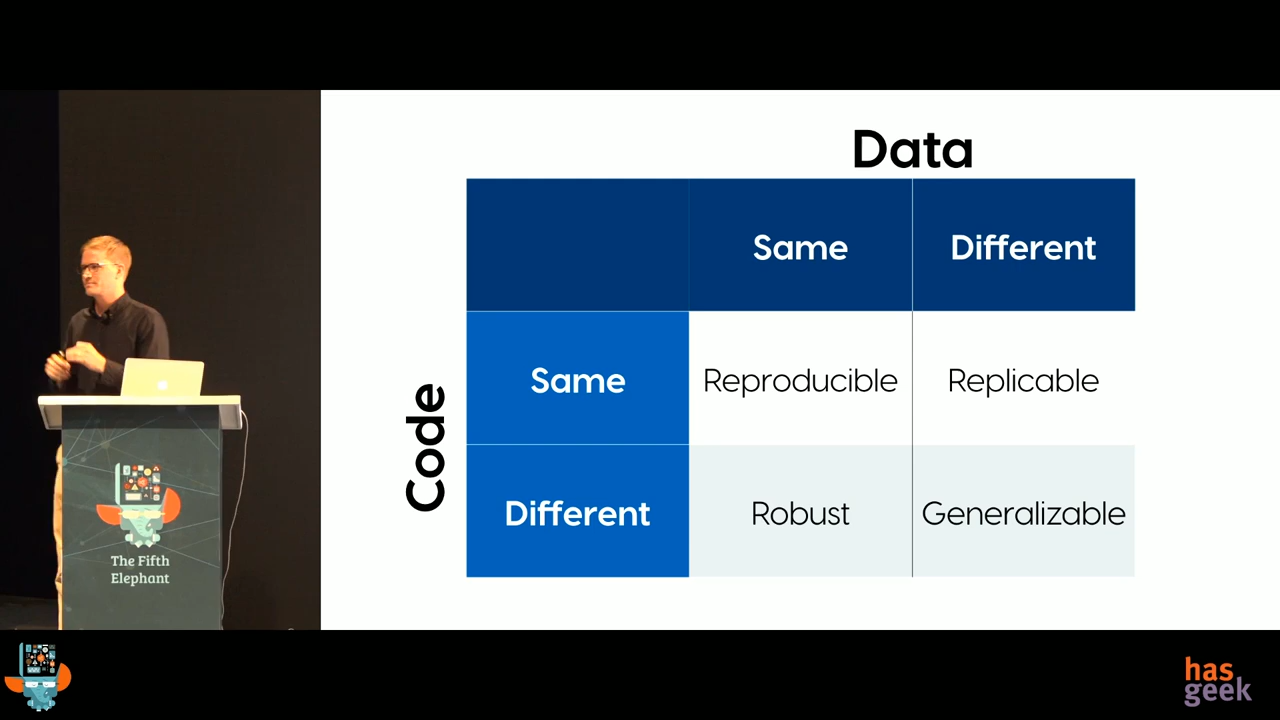 Data
Same Different
Code
Same Reproducible Replicable
Different Robust Generalizable
The Fifth
Elephant
has
geek